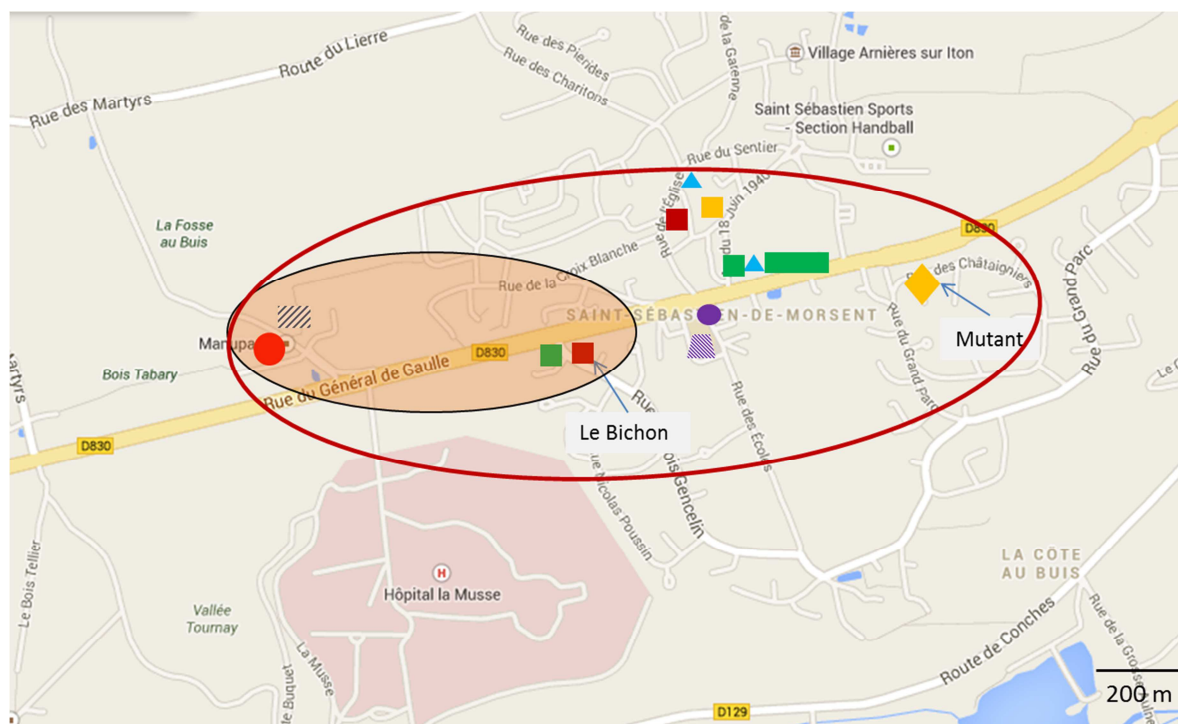 Route du Lierre
Rue des Pierides
Rue des Charitons
de la Garenne
Village Arnières sur Iton
Rue des Martyrs
Saint Sébastien Sports
- Section Handball
Rue du Sentier
Rue de l'Église
18 Juin 1940
La Fosse
au Buis
Rue de la Croix Blanche
D830
des Châtaigniers
Rue du Grand Parc
SAINT-SÉBASTIEN-DE-MORSENT
Mutant
Manupa
Martyrs
Bois Tabary
D830
Rue du Général de Gaulle
Rue du Grand Parc
Le Bichon
Rue
Gencelin
Rue des Écoles
D830
Nicolas Poussin
Le Bois Tellier
Hôpital la Musse
H
LA CÔTE
AU BUIS
Vallée
Tournay
La Musse
Buquet
Route de Conches
Rue de la Grosse
200 m
D129